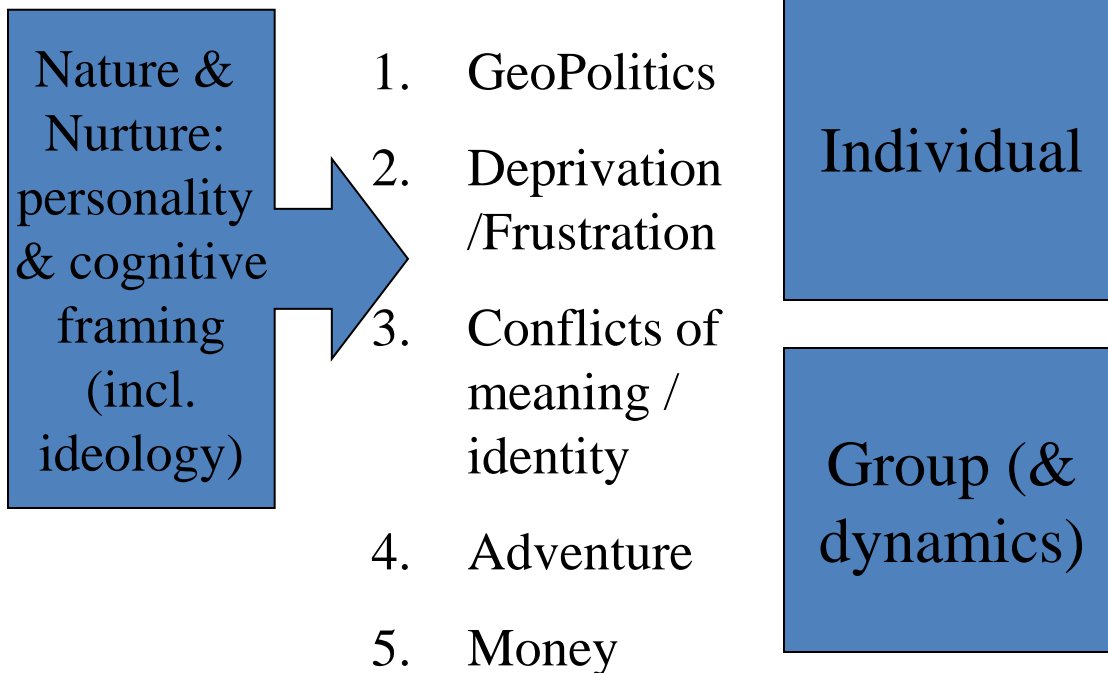 Nature &
Nurture:
personality
& cognitive
framing
(incl.
ideology)
1. GeoPolitics
2. Deprivation
/Frustration
3. Conflicts of
meaning /
identity
4. Adventure
5. Money
Individual
Group (&
dynamics)